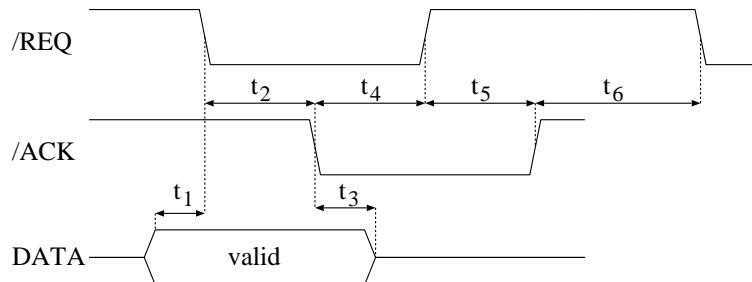 /REQ
t2 t4 t5 t6
/ACK
t1 t3
DATA valid